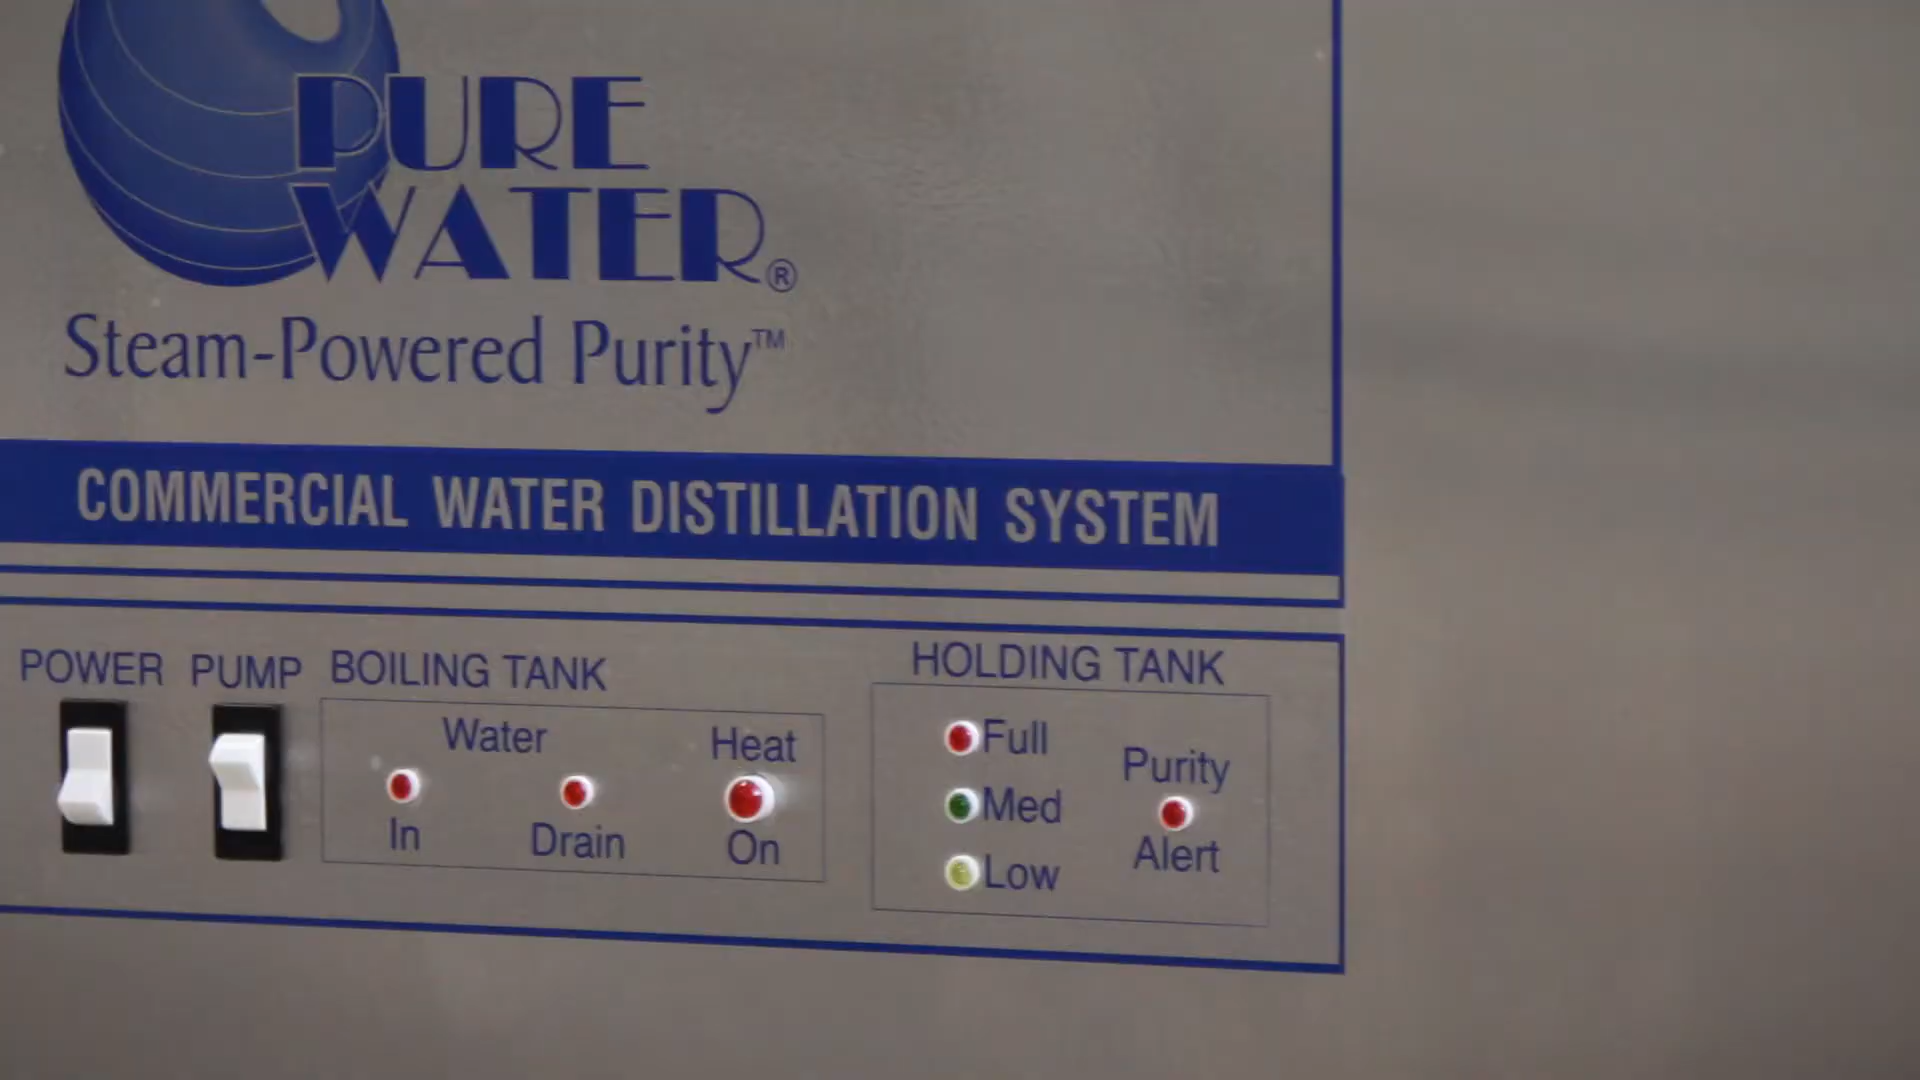 PURE
WATER®
Steam-Powered Purity™
COMMERCIAL WATER DISTILLATION SYSTEM
POWER PUMP BOILING TANK
Water
In
Drain
Heat
On
HOLDING TANK
Full
Med
Low
Purity
Alert